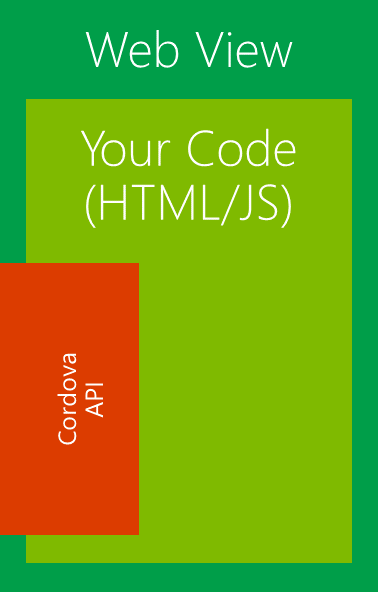 Web View
Your Code
(HTML/JS)
Cordova
API